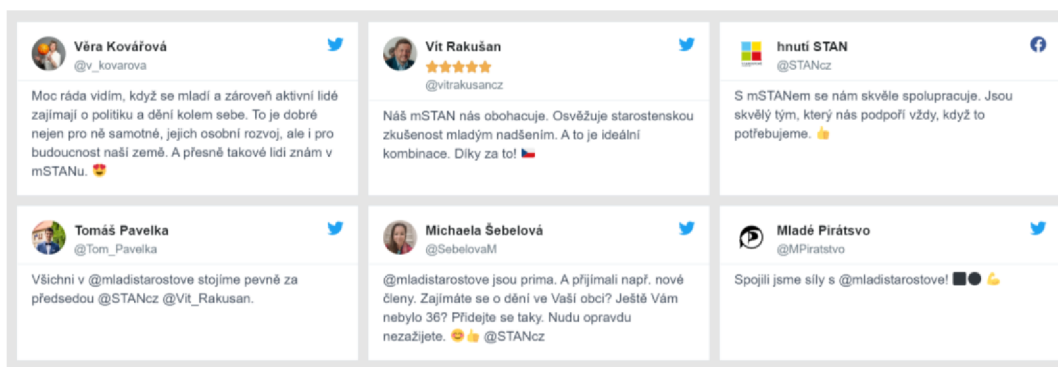 Věra Kovářová
@v_kovarova
Moc ráda vidím, když se mladí a zároveň aktivní lidé
zajímají o politiku a dění kolem sebe. To je dobré
nejen pro ně samotné, jejich osobní rozvoj, ale i pro
budoucnost naší země. A přesně takové lidi znám v
mSTANu. 😍
Vít Rakušan
@vitrakusancz
Náš mSTAN nás obohacuje. Osvěžuje starostenskou
zkušenost mladým nadšením. A to je ideální
kombinace. Díky za to! 🇨🇿
hnutí STAN
@STANcz
S mSTANem se nám skvěle spolupracuje. Jsou
skvělý tým, který nás podpoří vždy, když to
potřebujeme. 👍
Tomáš Pavelka
@Tom_Pavelka
Všichni v @mladistarostove stojíme pevně za
předsedou @STANcz @Vit_Rakusan.
Michaela Šebelová
@SebelovaM
@mladistarostove jsou prima. A přijímali např. nové
členy. Zajímáte se o dění ve Vaší obci? Ještě Vám
nebylo 36? Přidejte se taky. Nudu opravdu
nezažijete. 😊👍 @STANcz
Mladé Pirátsvo
@MPiratstvo
Spojili jsme síly s @mladistarostove! ⬛⚫ 💪